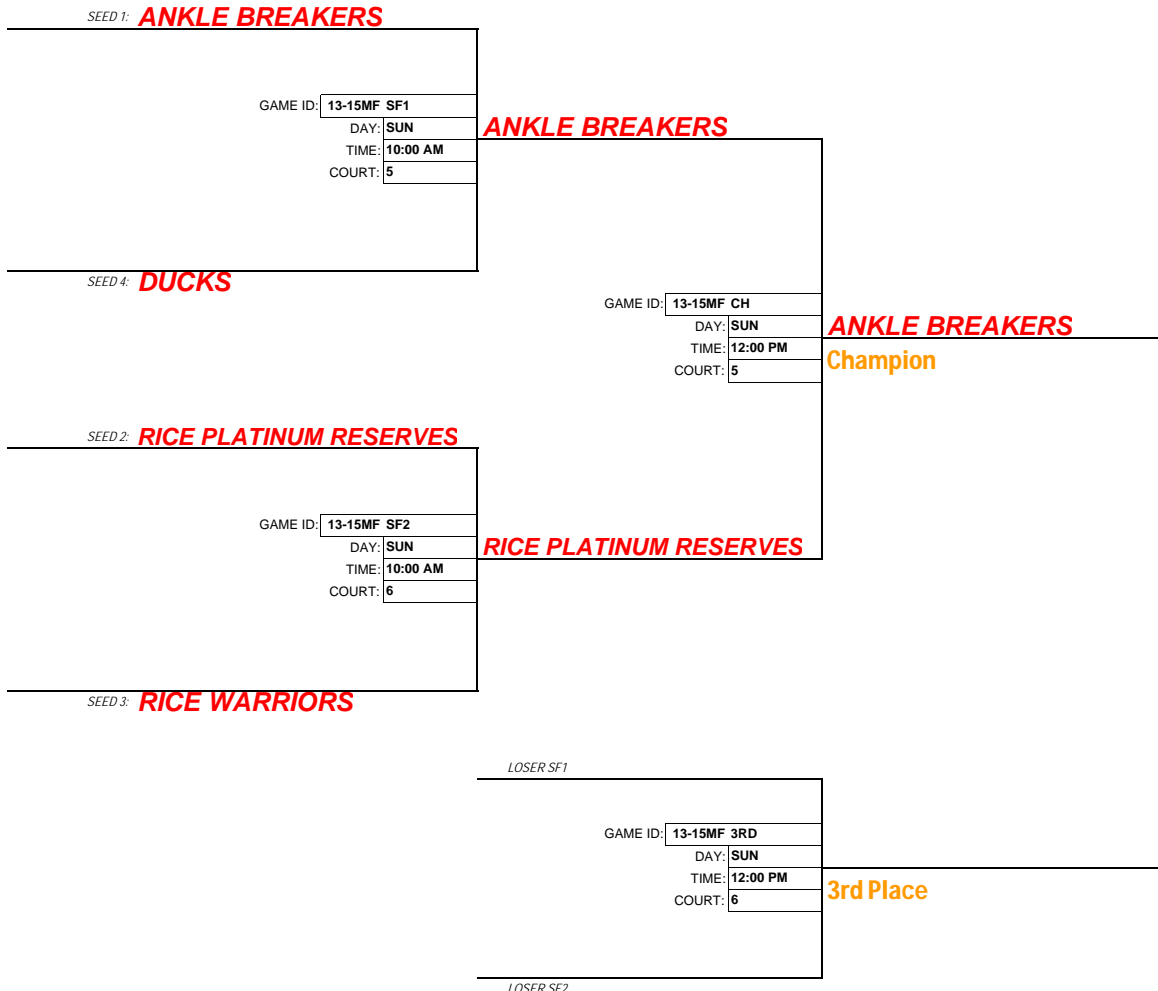 SEED 1: ANKLE BREAKERS
GAME ID: 13-15MF SF1
DAY: SUN
TIME: 10:00 AM
COURT: 5
ANKLE BREAKERS
SEED 4: DUCKS
GAME ID: 13-15MF CH
DAY: SUN
TIME: 12:00 PM
COURT: 5
ANKLE BREAKERS
Champion
SEED 2: RICE PLATINUM RESERVES
GAME ID: 13-15MF SF2
DAY: SUN
TIME: 10:00 AM
COURT: 6
RICE PLATINUM RESERVES
SEED 3: RICE WARRIORS
LOSER SF1
GAME ID: 13-15MF 3RD
DAY: SUN
TIME: 12:00 PM
COURT: 6
3rd Place
LOSER SF2